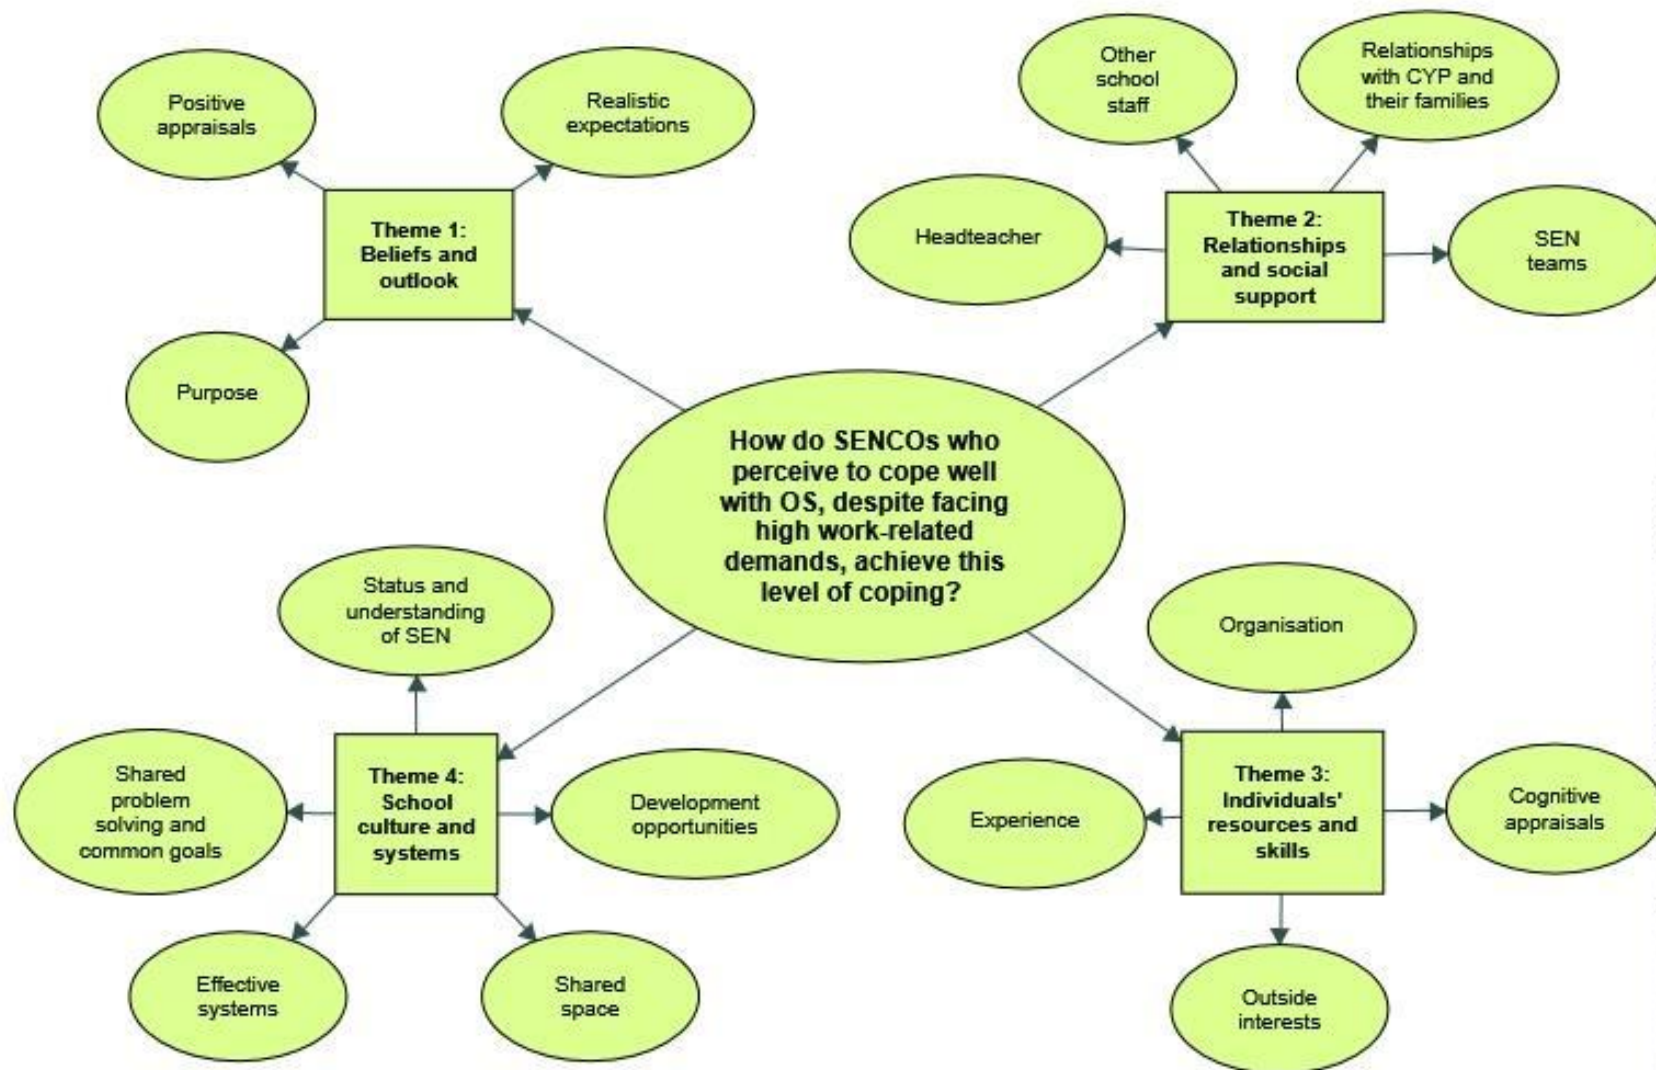 Positive
appraisals
Realistic
expectations
Theme 1:
Beliefs and
outlook
Purpose
Other
school
staff
Relationships
with CYP and
their families
Headteacher
Theme 2:
Relationships
and social
support
SEN
teams
How do SENCOs who
perceive to cope well
with OS, despite facing
high work-related
demands, achieve this
level of coping?
Status and
understanding
of SEN
Shared
problem
solving and
common goals
Theme 4:
School
culture and
systems
Development
opportunities
Effective
systems
Shared
space
Organisation
Experience
Theme 3:
Individuals'
resources and
skills
Cognitive
appraisals
Outside
interests